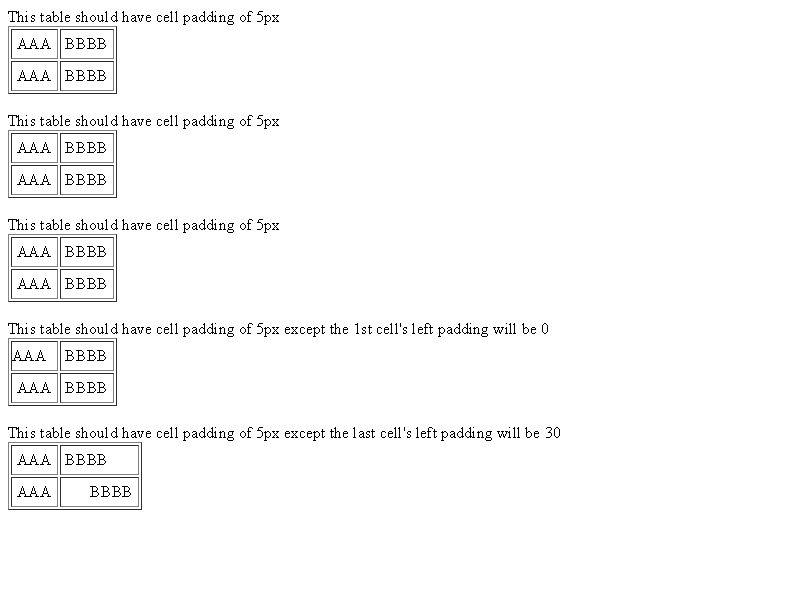 This table should have cell padding of 5px
AAA BBBB
AAA BBBB
This table should have cell padding of 5px
AAA BBBB
AAA BBBB
This table should have cell padding of 5px
AAA BBBB
AAA BBBB
This table should have cell padding of 5px except the 1st cell's left padding will be 0
AAA BBBB
AAA BBBB
This table should have cell padding of 5px except the last cell's left padding will be 30
AAA BBBB
AAA BBBB